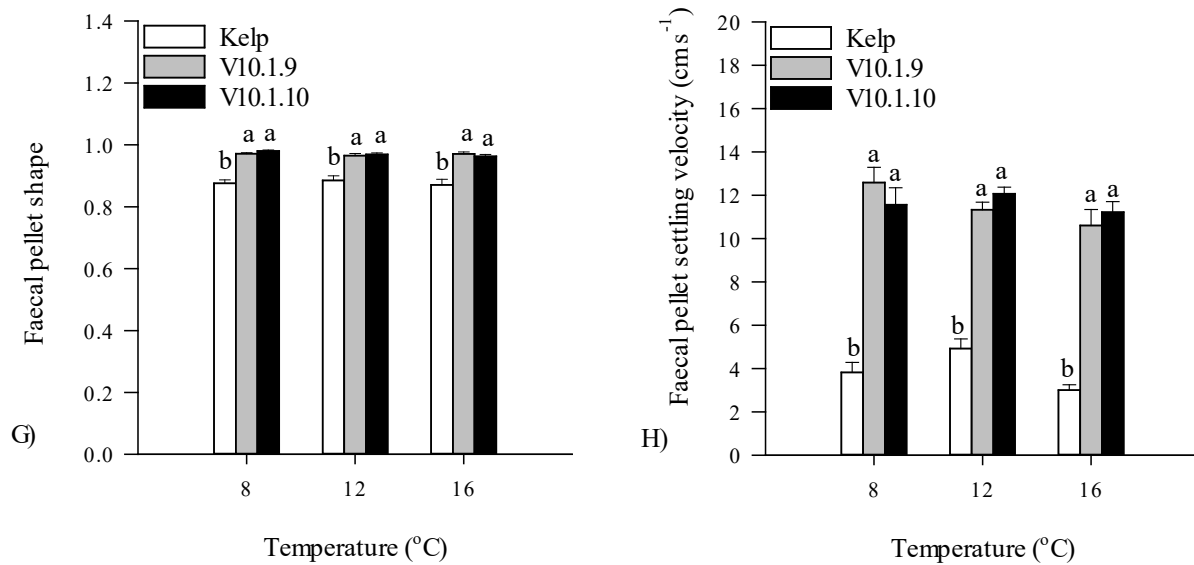 Faecal pellet shape
1.4
1.2
1.0
0.8
0.6
0.4
0.2
0.0
Kelp
V10.1.9
V10.1.10
b a a
b a a
b a a
8 12 16
Temperature (°C)
G)
Faecal pellet settling velocity (cms⁻¹)
20
18
16
14
12
10
8
6
4
2
0
Kelp
V10.1.9
V10.1.10
b a a
b a a
b a a
8 12 16
Temperature (°C)
H)